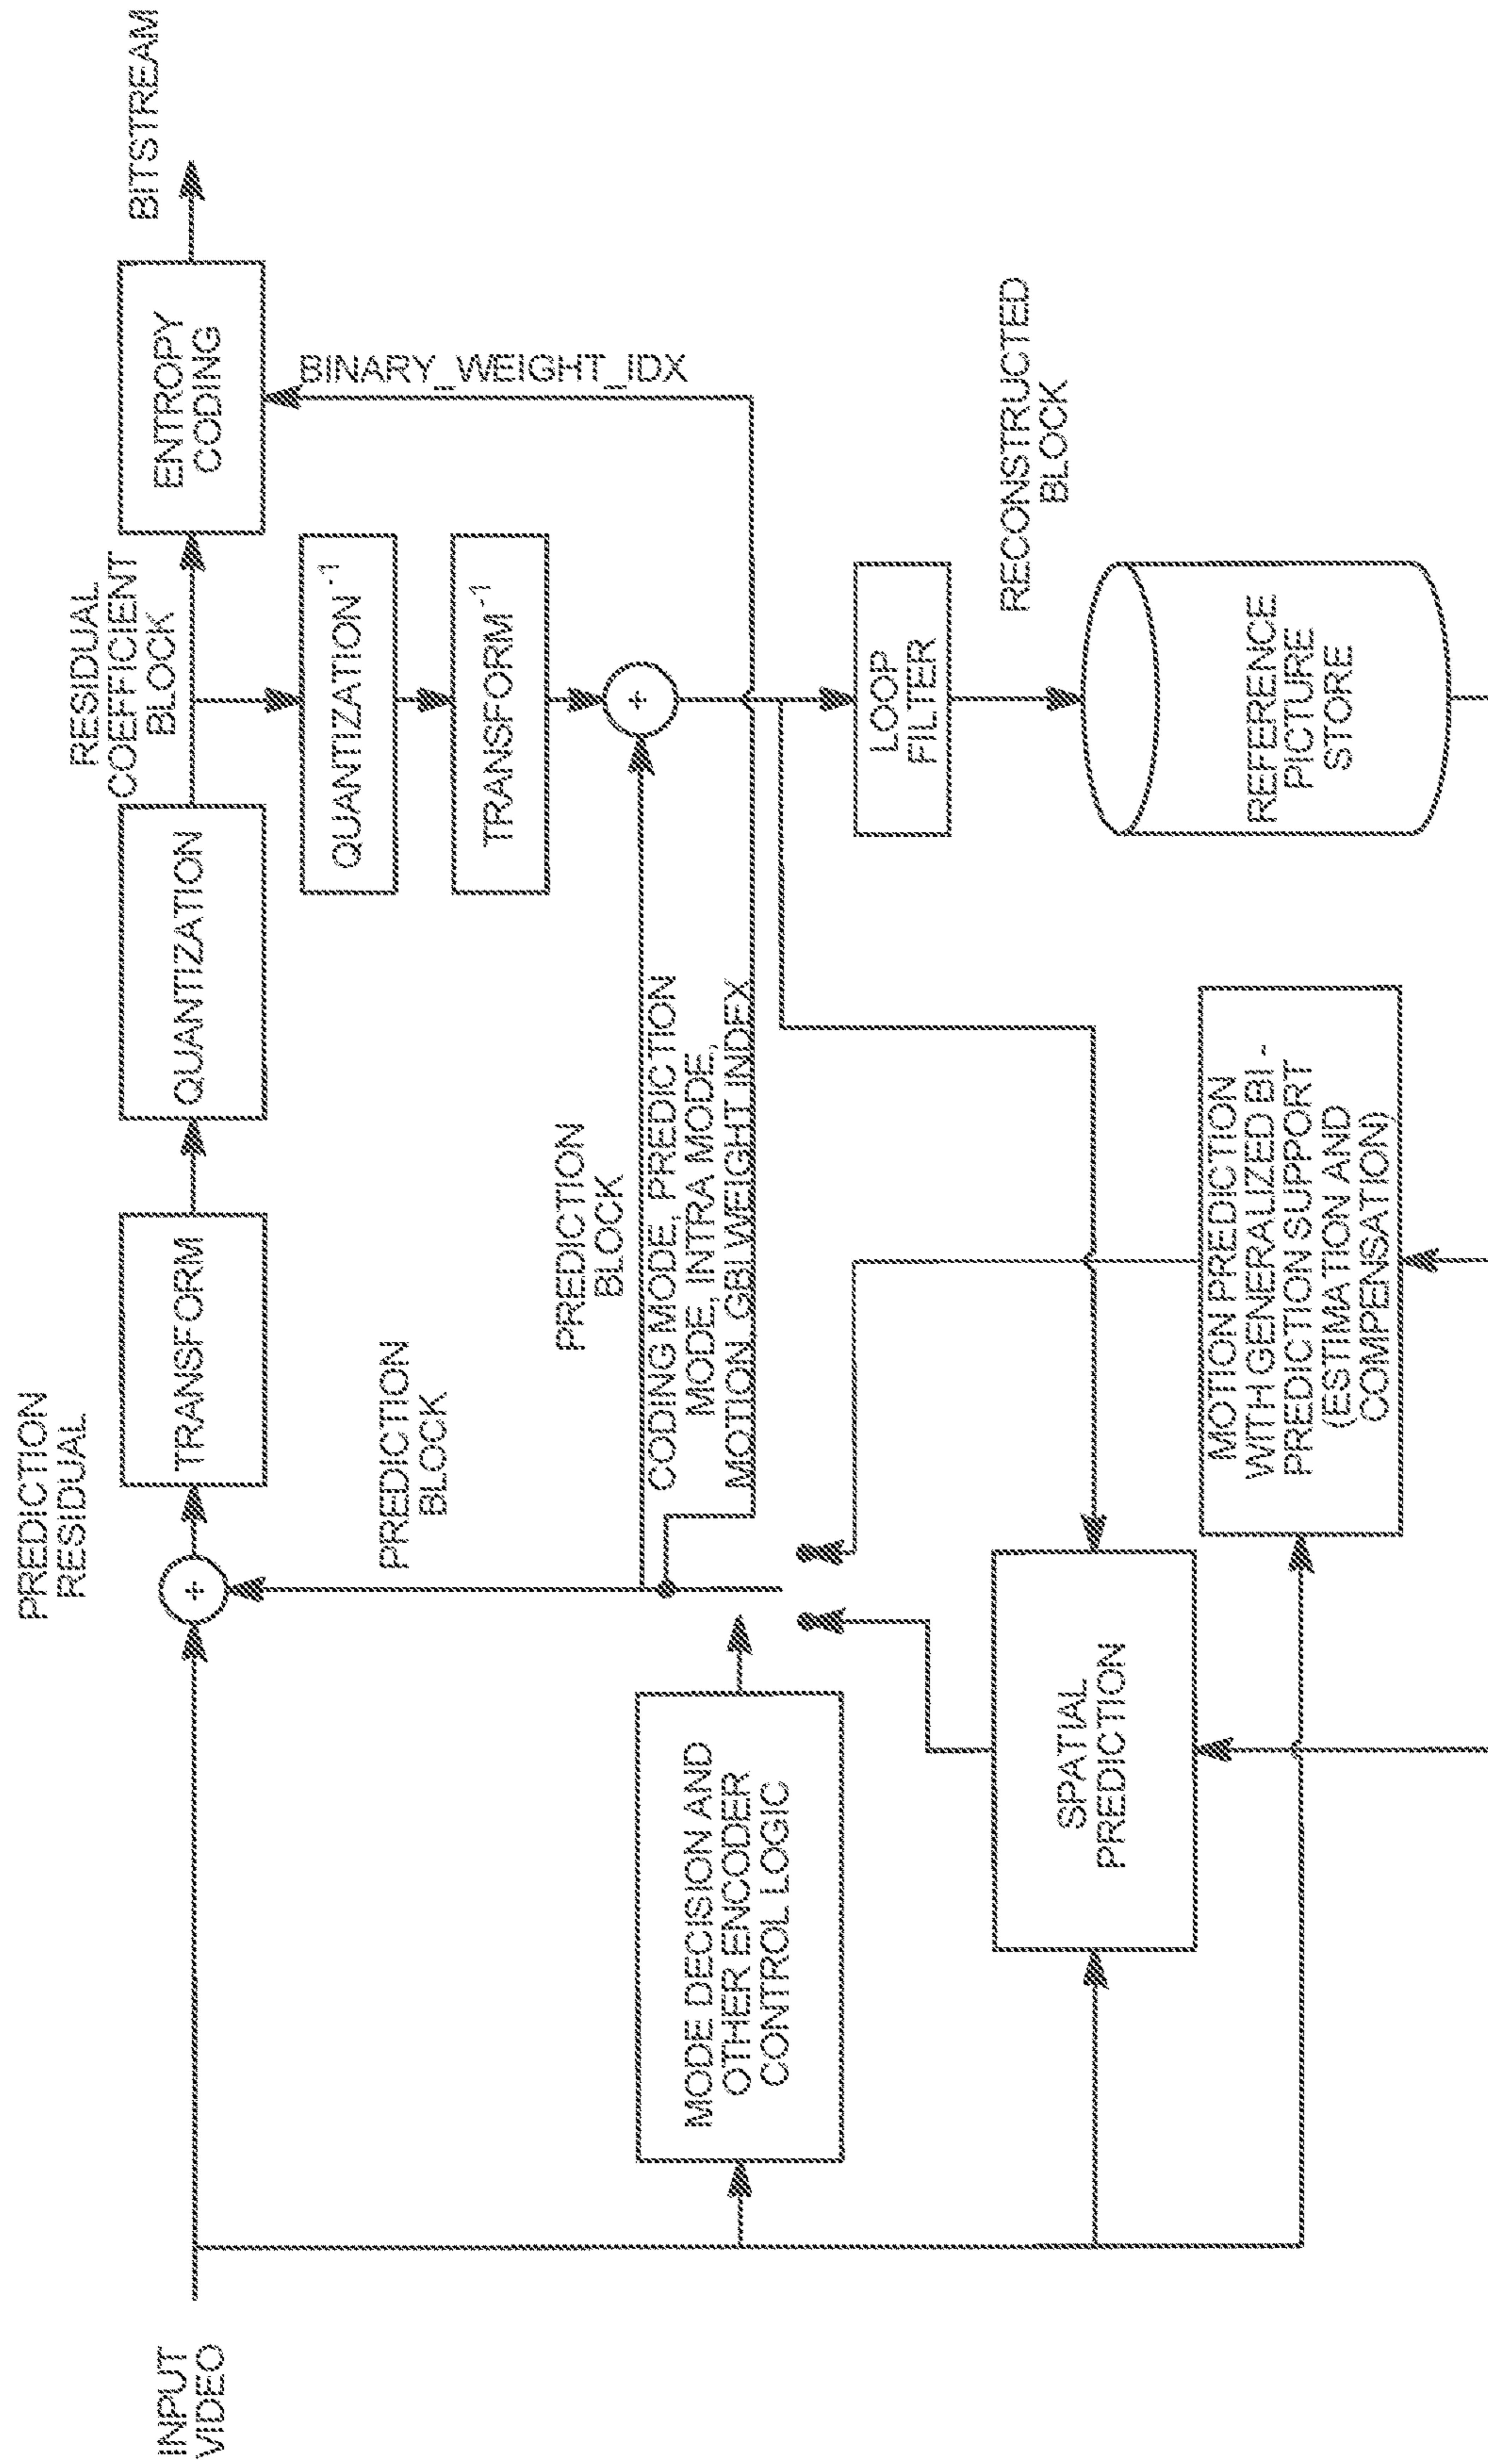 INPUT
VIDEO
PREDICTION
RESIDUAL
+
TRANSFORM
QUANTIZATION
RESIDUAL
COEFFICIENT
BLOCK
ENTROPY
CODING
BITSTREAM
BINARY_WEIGHT_IDX
QUANTIZATION-1
TRANSFORM-1
+
PREDICTION
BLOCK
PREDICTION
BLOCK
CODING MODE, PREDICTION
MODE, INTRA MODE,
MOTION, GBI WEIGHT INDEX
MODE DECISION AND
OTHER ENCODER
CONTROL LOGIC
LOOP
FILTER
RECONSTRUCTED
BLOCK
SPATIAL
PREDICTION
MOTION PREDICTION
WITH GENERALIZED BI -
PREDICTION SUPPORT
(ESTIMATION AND
COMPENSATION)
REFERENCE
PICTURE
STORE